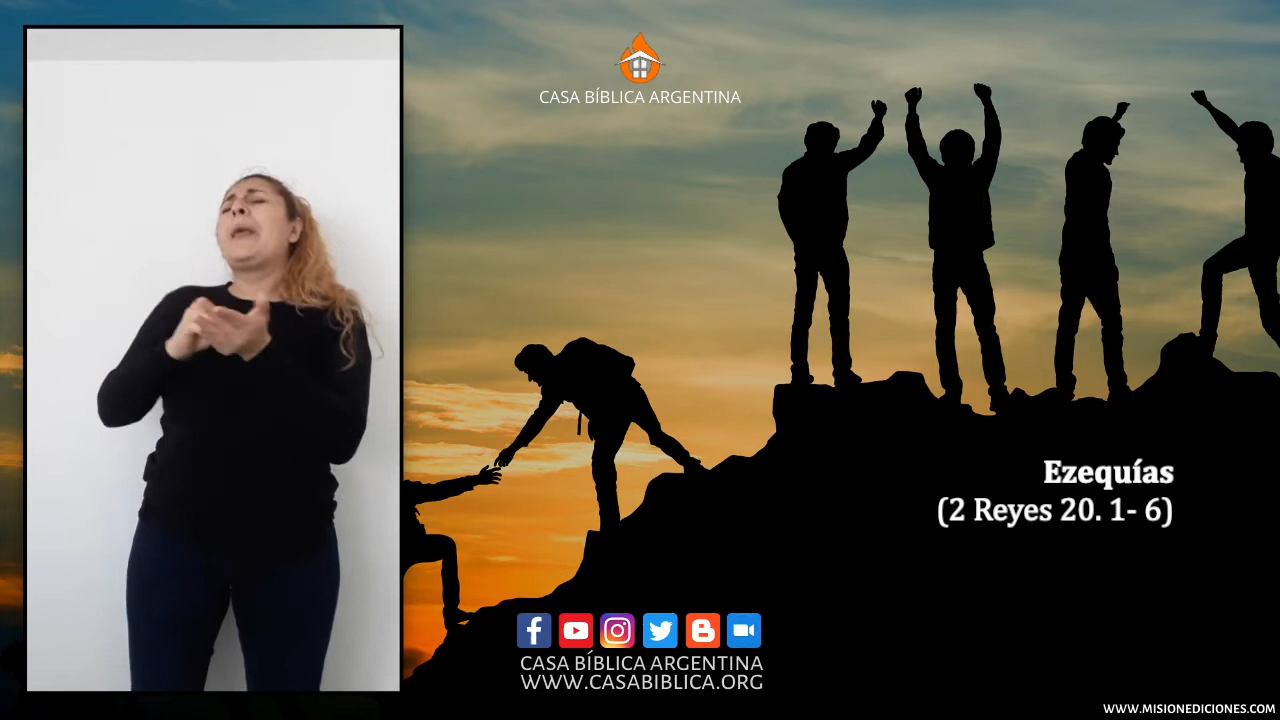 CASA BÍBLICA ARGENTINA
Ezequías
(2 Reyes 20. 1- 6)
CASA BÍBLICA ARGENTINA
WWW.CASABIBLICA.ORG
WWW.MISIONEDICIONES.COM